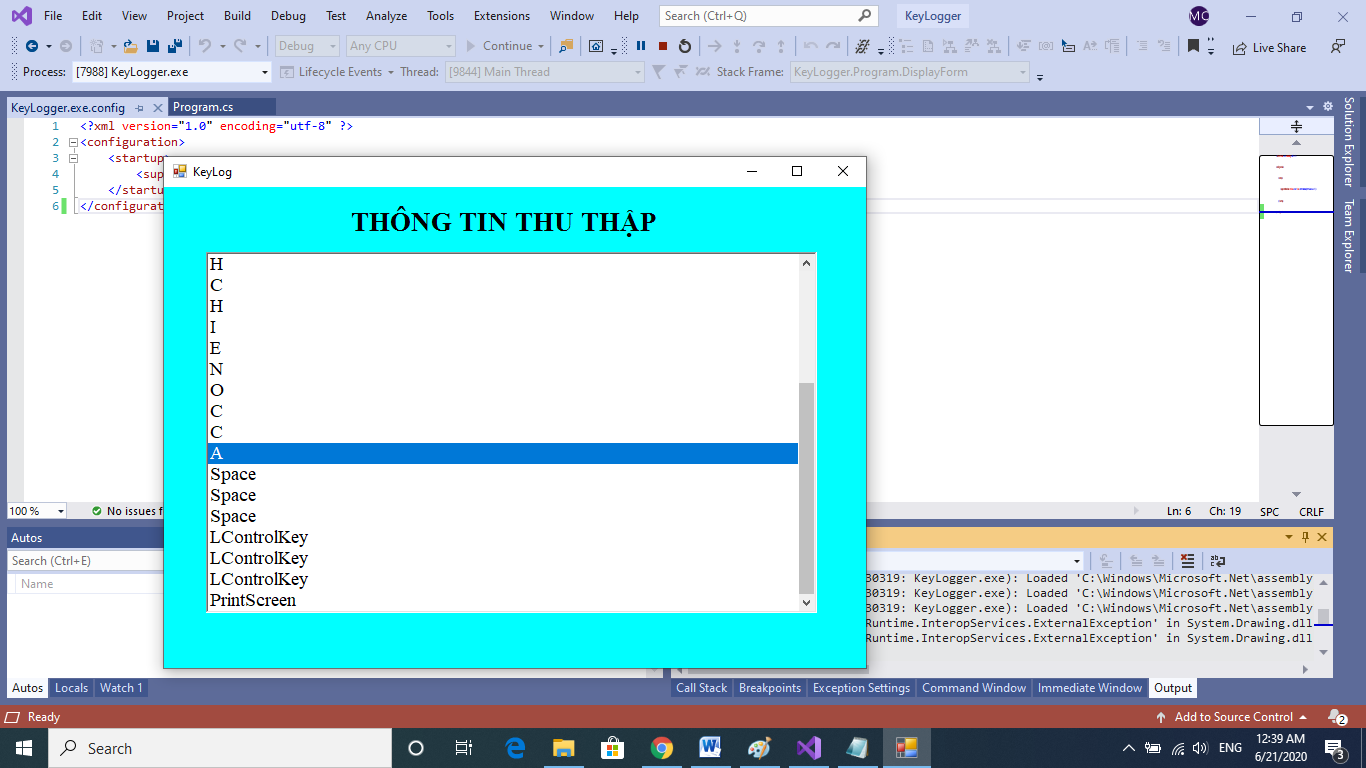 File Edit View Project Build Debug Test Analyze Tools Extensions Window Help Search (Ctrl+Q) KeyLogger MC
Debug Any CPU Continue Live Share
Process: [7988] KeyLogger.exe Lifecycle Events Thread: [9844] Main Thread Stack Frame: KeyLogger.Program.DisplayForm
KeyLogger.exe.config Program.cs
1 <?xml version="1.0" encoding="utf-8" ?>
2 <configuration>
3 <startup
4 <sup
5 </startu
6 </configurat
KeyLog
THÔNG TIN THU THẬP
H
C
H
I
E
N
O
C
C
A
Space
Space
Space
LControlKey
LControlKey
LControlKey
PrintScreen
Solution Explorer
Team Explorer
100 % No issues f Ln: 6 Ch: 19 SPC CRLF
Autos
Search (Ctrl+E)
Name
30319: KeyLogger.exe): Loaded 'C:\Windows\Microsoft.Net\assembly
30319: KeyLogger.exe): Loaded 'C:\Windows\Microsoft.Net\assembly
30319: KeyLogger.exe): Loaded 'C:\Windows\Microsoft.Net\assembly
Runtime.InteropServices.ExternalException' in System.Drawing.dll
Runtime.InteropServices.ExternalException' in System.Drawing.dll
Autos Locals Watch 1 Call Stack Breakpoints Exception Settings Command Window Immediate Window Output
Ready Add to Source Control 2
Search ENG 12:39 AM
6/21/2020 3